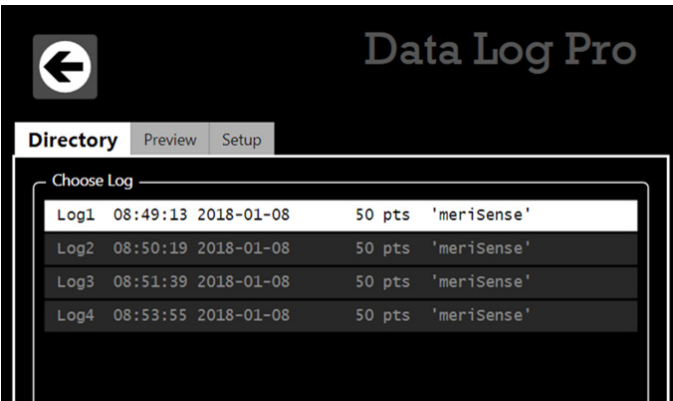 Data Log Pro
Directory Preview Setup
Choose Log
Log1 08:49:13 2018-01-08 50 pts 'meriSense'
Log2 08:50:19 2018-01-08 50 pts 'meriSense'
Log3 08:51:39 2018-01-08 50 pts 'meriSense'
Log4 08:53:55 2018-01-08 50 pts 'meriSense'